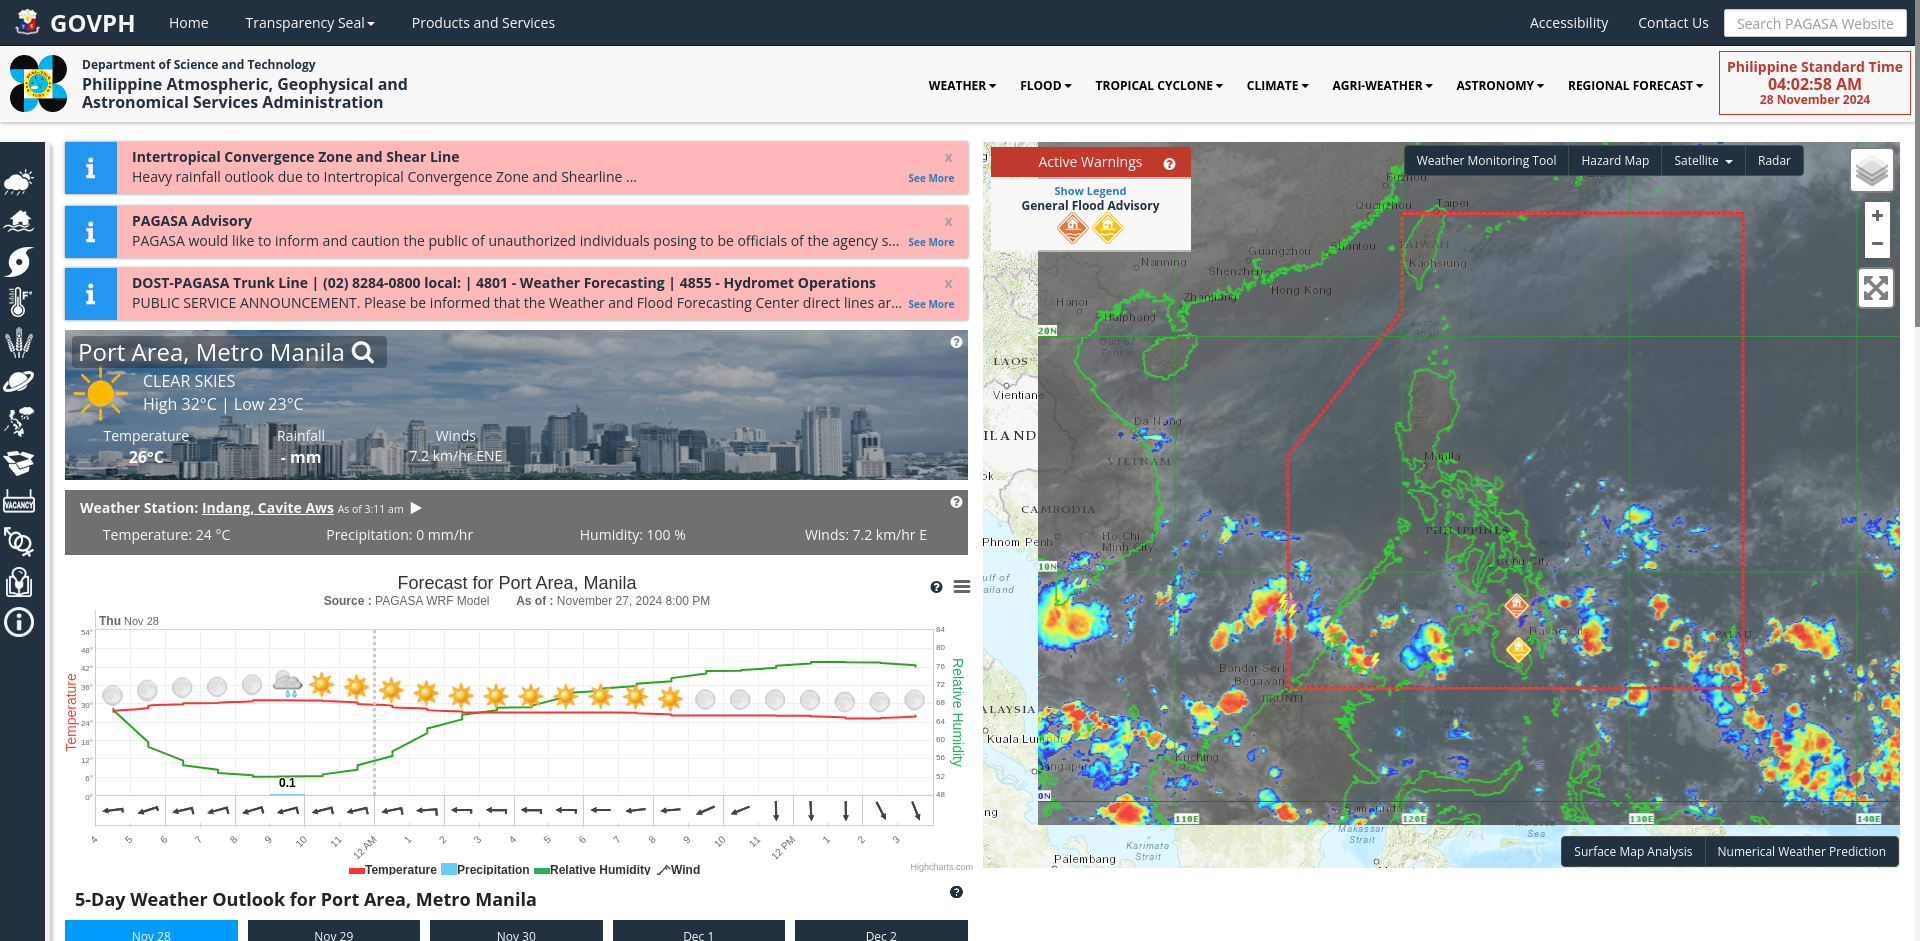 GOVPH
Home
Transparency Seal
Products and Services
Accessibility
Contact Us
Search PAGASA Website
Department of Science and Technology
Philippine Atmospheric, Geophysical and
Astronomical Services Administration
WEATHER
FLOOD
TROPICAL CYCLONE
CLIMATE
AGRI-WEATHER
ASTRONOMY
REGIONAL FORECAST
Philippine Standard Time
04:02:58 AM
28 November 2024
Intertropical Convergence Zone and Shear Line
x
Heavy rainfall outlook due to Intertropical Convergence Zone and Shearline ...
See More
PAGASA Advisory
x
PAGASA would like to inform and caution the public of unauthorized individuals posing to be officials of the agency s...
See More
DOST-PAGASA Trunk Line | (02) 8284-0800 local: | 4801 - Weather Forecasting | 4855 - Hydromet Operations
x
PUBLIC SERVICE ANNOUNCEMENT. Please be informed that the Weather and Flood Forecasting Center direct lines ar...
See More
VACANCY
Port Area, Metro Manila
CLEAR SKIES
High 32°C | Low 23°C
Temperature
Rainfall
Winds
26°C
- mm
7.2 km/hr ENE
Weather Station: Indang, Cavite Aws As of 3:11 am
Temperature: 24 °C
Precipitation: 0 mm/hr
Humidity: 100 %
Winds: 7.2 km/hr E
Forecast for Port Area, Manila
Source : PAGASA WRF Model
As of : November 27, 2024 8:00 PM
Thu Nov 28
Temperature
54°
48°
42°
36°
30°
24°
18°
12°
6°
0°
84
80
76
72
68
64
60
56
52
48
Relative Humidity
0.1
4
5
6
7
8
9
10
11
12 AM
1
2
3
4
5
6
7
8
9
10
11
12 PM
1
2
3
Temperature
Precipitation
Relative Humidity
Wind
Highcharts.com
5-Day Weather Outlook for Port Area, Metro Manila
Nov 28
Nov 29
Nov 30
Dec 1
Dec 2
Active Warnings
Show Legend
General Flood Advisory
Weather Monitoring Tool
Hazard Map
Satellite
Radar
+
−
Fuzhou
Quanzhou
Taipei
Guangzhou
Shantou
TAIWAN
Nanning
Shenzhen
Kaohsiung
Hanoi
Zhanjiang
Hong Kong
Haiphong
20N
Luzon
Strait
Gulf of
Tonkin
LAOS
Vientiane
Da Nang
ILAND
Manila
VIETNAM
ok
CAMBODIA
PHILIPPINES
Phnom Penh
Ho Chi
Minh City
Philippi
Cebu City
10N
ulf of
ailand
Sulu Sea
Davao City
PALAU
Bandar Seri
Begawan
BRUNEI
ALAYSIA
Celebes
Kuala Lumpur
Kuching
ingapore
0N
ng
Samarinda
110E
120E
130E
140E
Makassar
Strait
Molucca
Sea
Karimata
Strait
Palembang
Surface Map Analysis
Numerical Weather Prediction